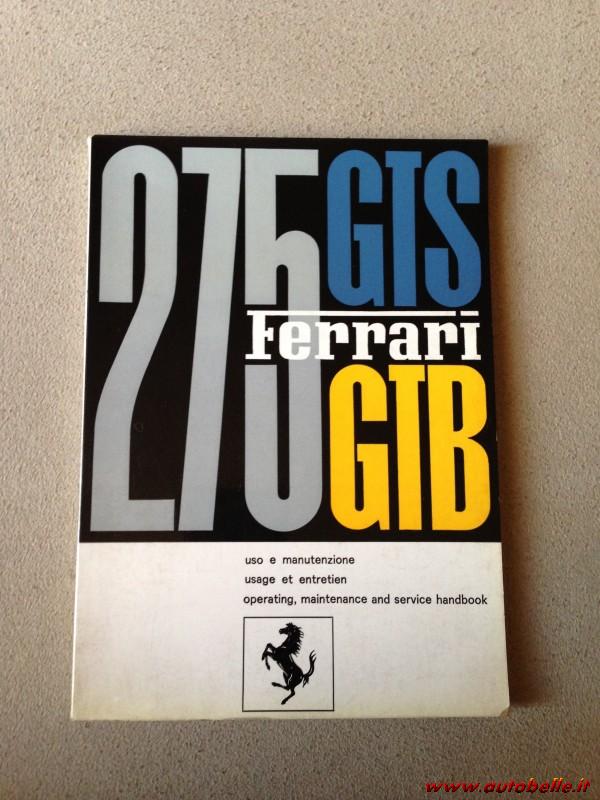 275 GTS
Ferrari
GTB
uso e manutenzione
usage et entretien
operating, maintenance and service handbook
www.autobelle.it